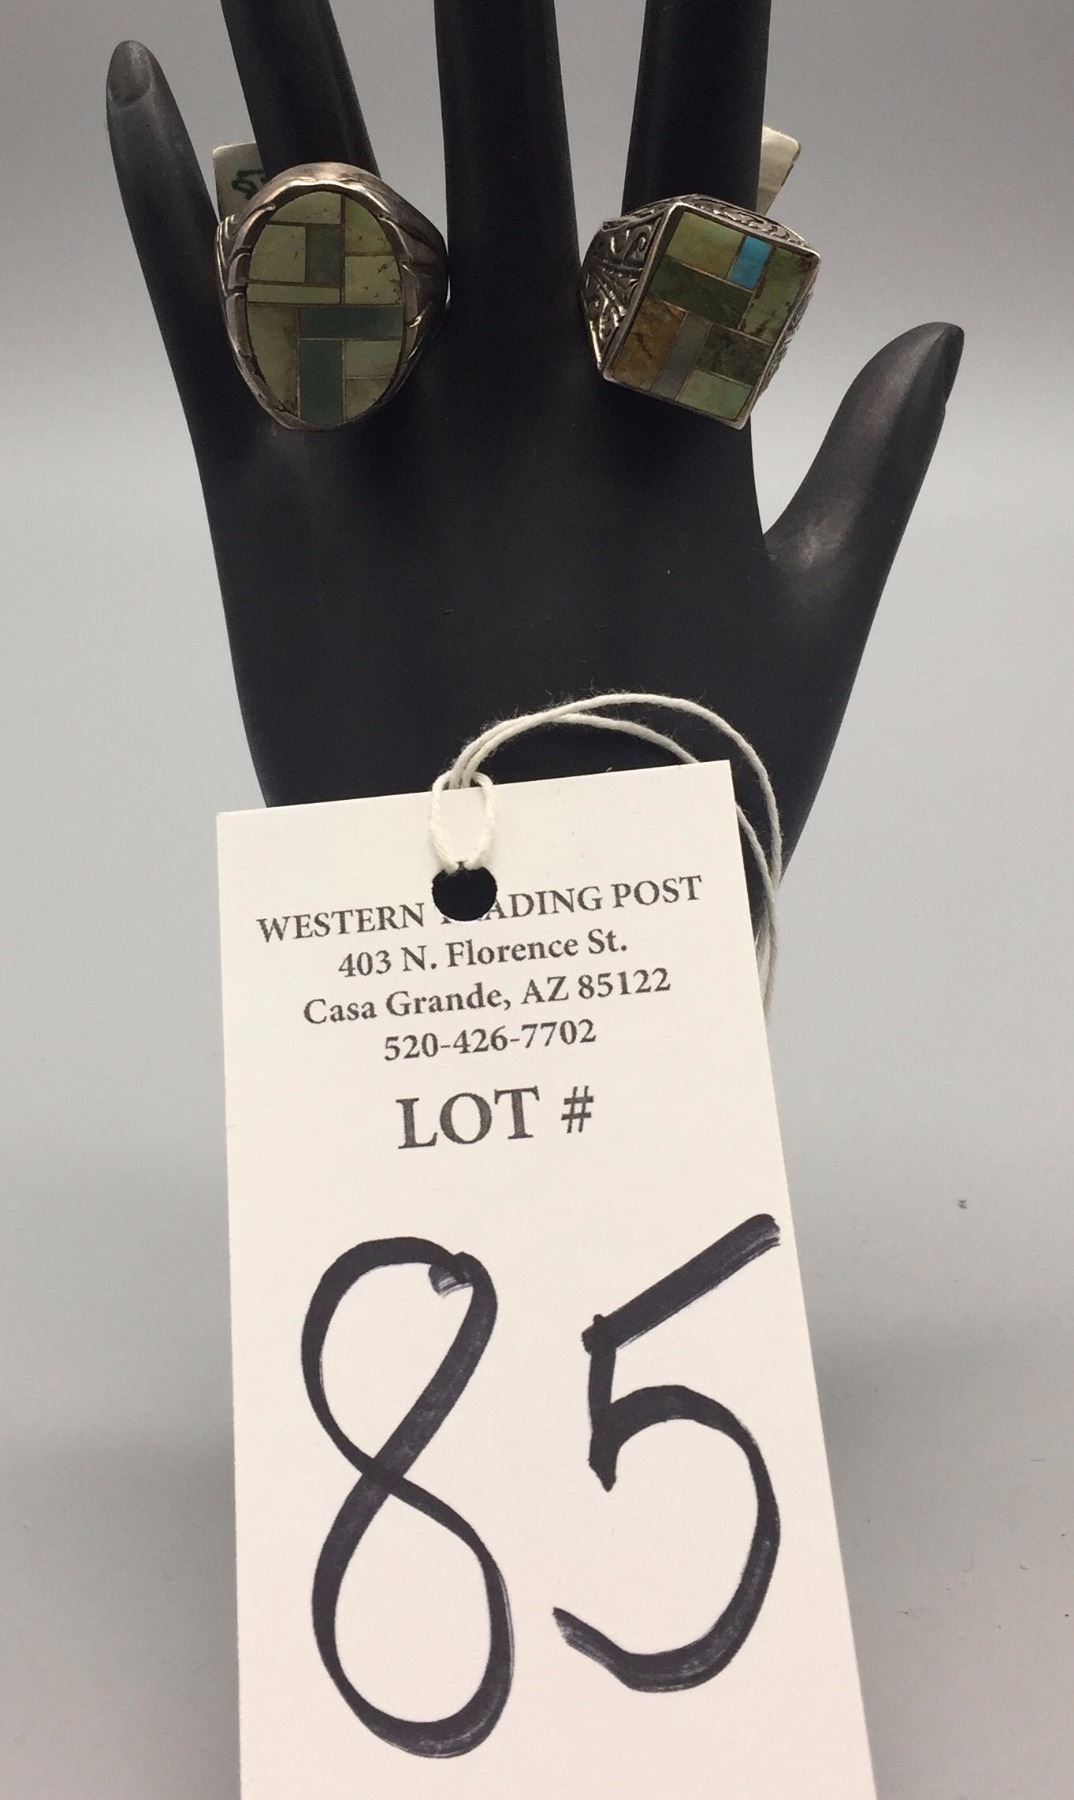 WESTERN TRADING POST
403 N. Florence St.
Casa Grande, AZ 85122
520-426-7702
LOT #
85